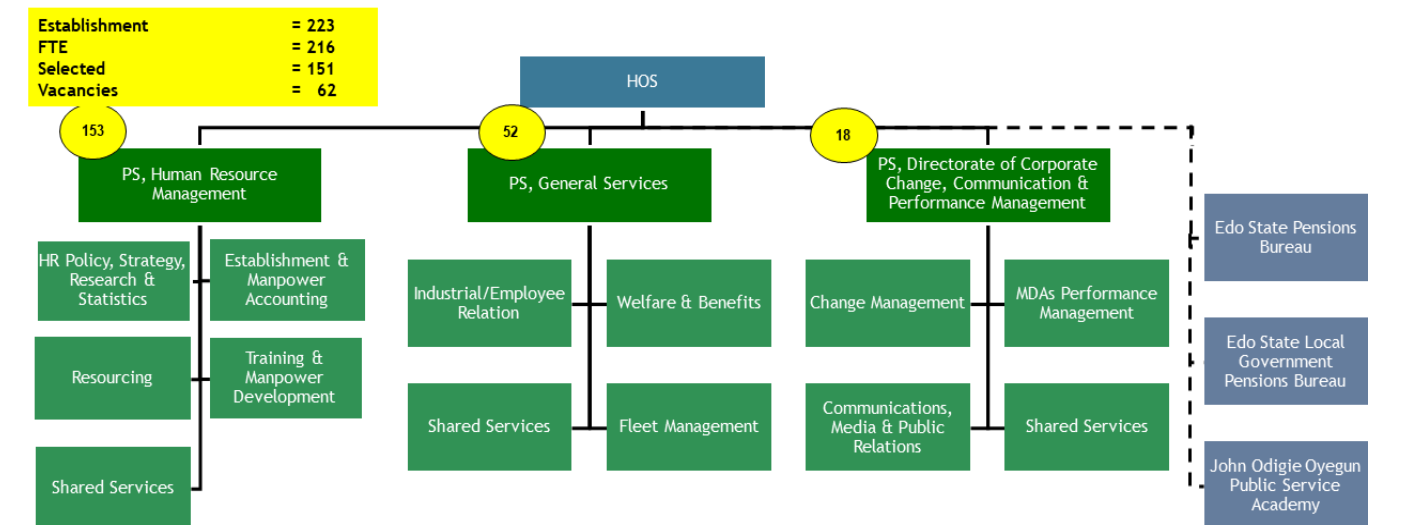 Establishment = 223
FTE = 216
Selected = 151
Vacancies = 62
HOS
153
52
18
PS, Human Resource
Management
PS, General Services
PS, Directorate of Corporate
Change, Communication &
Performance Management
HR Policy, Strategy,
Research &
Statistics
Establishment &
Manpower
Accounting
Resourcing
Training &
Manpower
Development
Shared Services
Industrial/Employee
Relation
Welfare & Benefits
Shared Services
Fleet Management
Change Management
MDAs Performance
Management
Communications,
Media & Public
Relations
Shared Services
Edo State Pensions
Bureau
Edo State Local
Government
Pensions Bureau
John Odigie Oyegun
Public Service
Academy